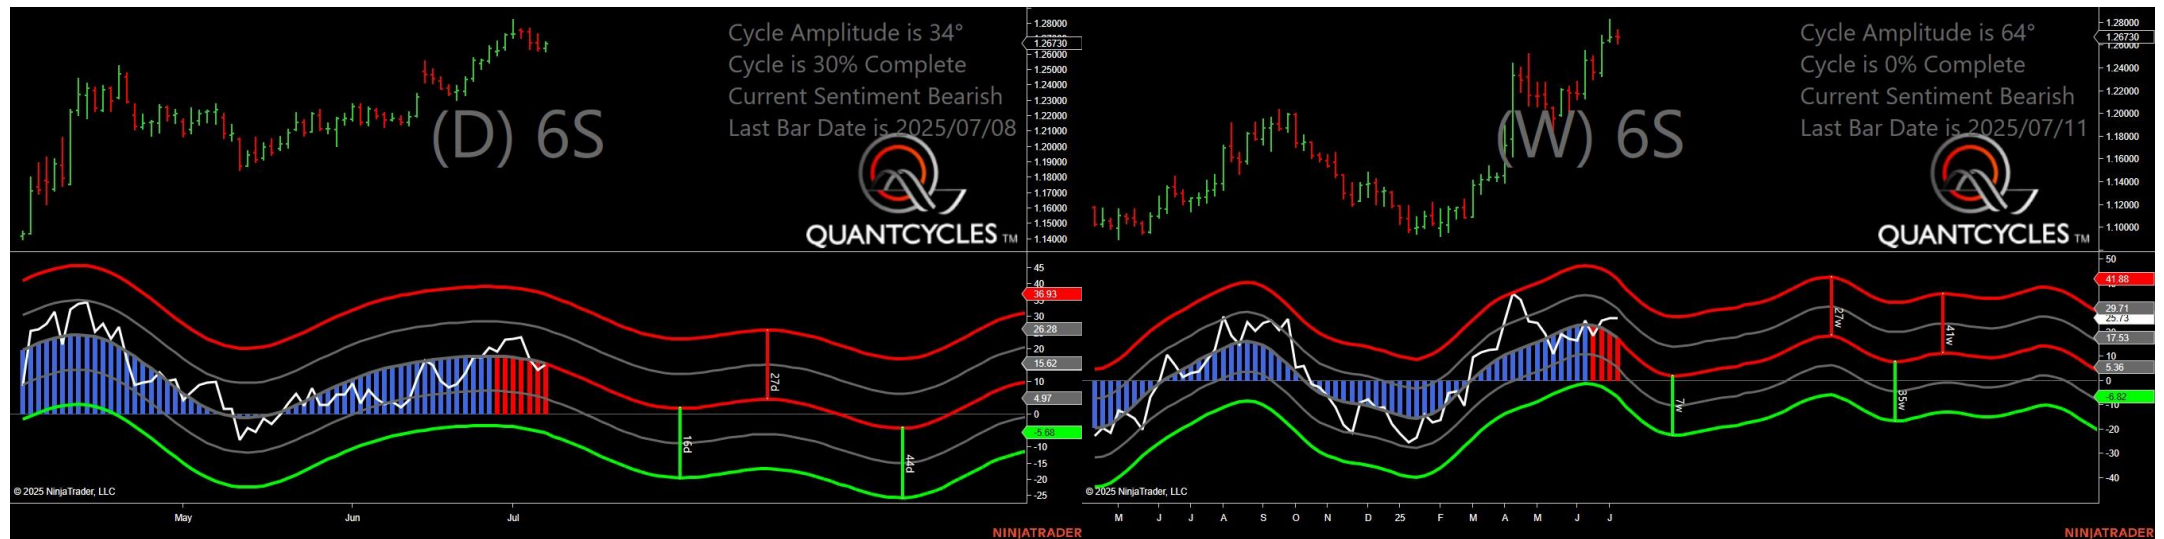 Cycle Amplitude is 34°
Cycle is 30% Complete
Current Sentiment Bearish
Last Bar Date is 2025/07/08
(D) 6S
QUANTCYCLES TM
1.28000
1.26730
1.26000
1.25000
1.24000
1.23000
1.22000
1.21000
1.20000
1.19000
1.18000
1.17000
1.16000
1.15000
1.14000
45
36.93
30
26.28
20
15.62
10
4.97
0
-5.68
-10
-15
-20
-25
16d
27d
44d
© 2025 NinjaTrader, LLC
May
Jun
Jul
NINJATRADER
Cycle Amplitude is 64°
Cycle is 0% Complete
Current Sentiment Bearish
Last Bar Date is 2025/07/11
(W) 6S
QUANTCYCLES TM
1.28000
1.26730
1.26000
1.24000
1.22000
1.20000
1.18000
1.16000
1.14000
1.12000
1.10000
50
41.88
29.71
25.73
17.53
10
5.36
0
-6.82
-10
-20
-30
-40
7w
27w
35w
41w
© 2025 NinjaTrader, LLC
M J J A S O N D 25 F M A M J J
NINJATRADER